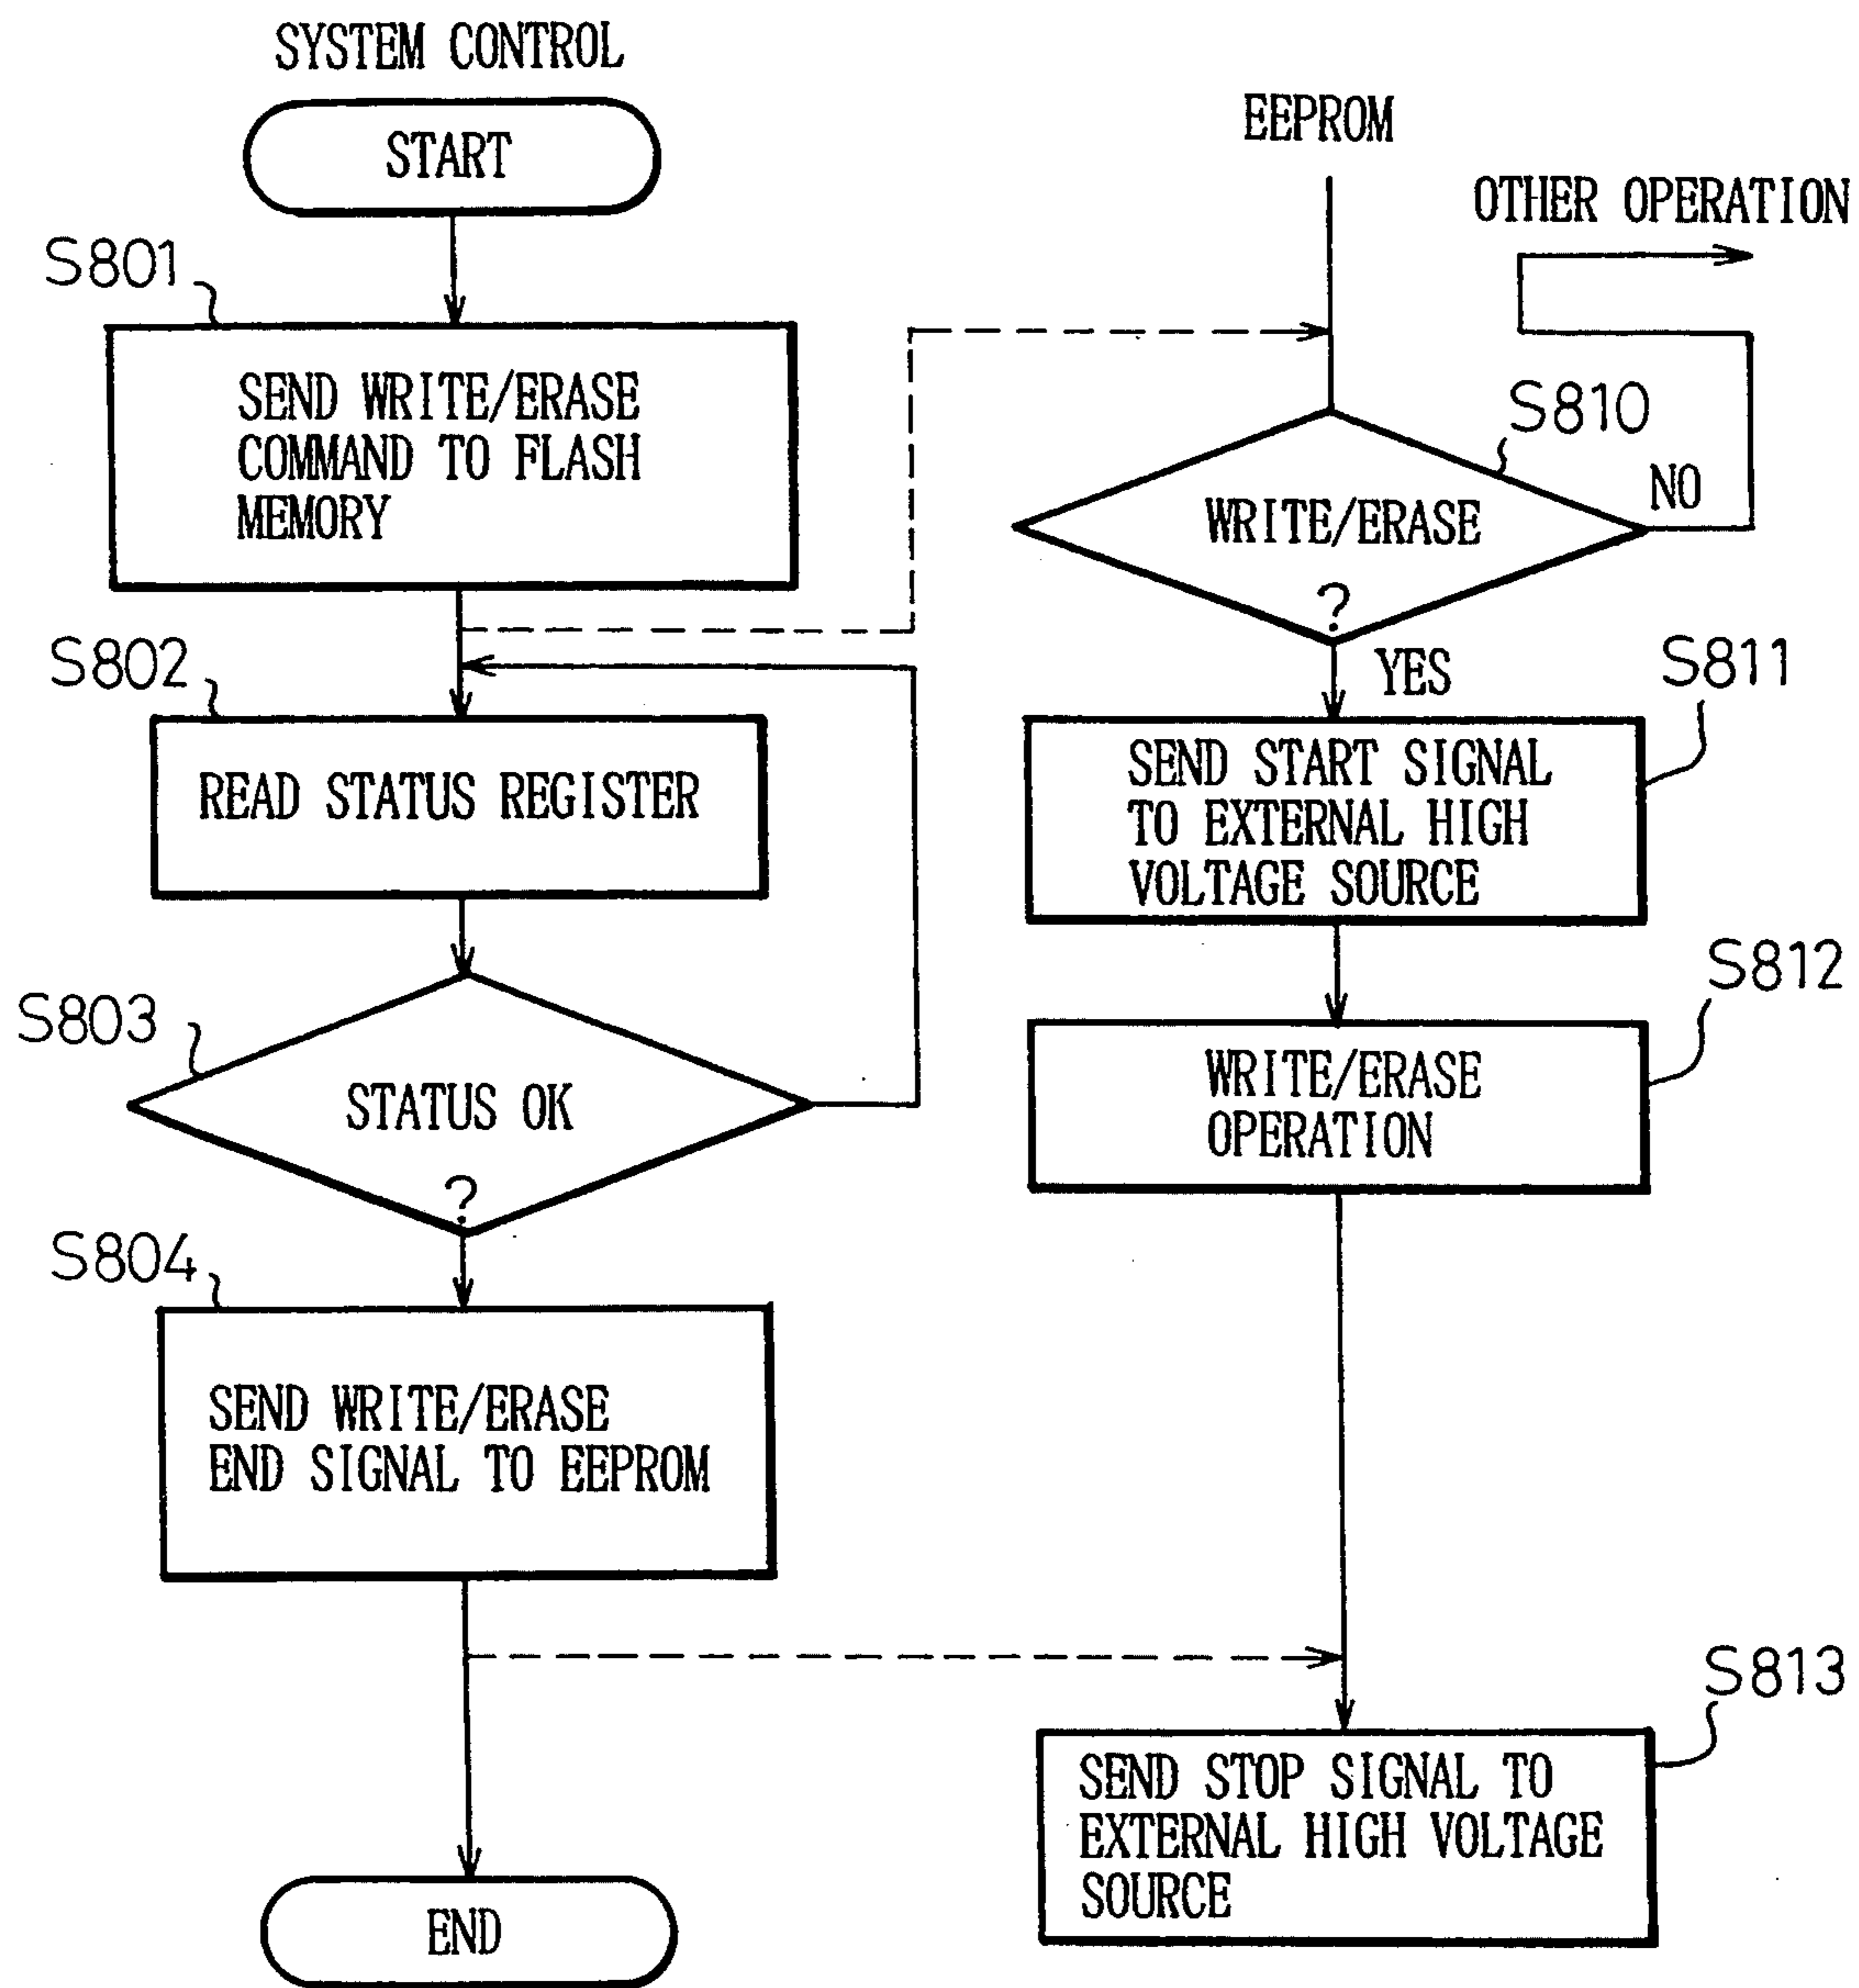 SYSTEM CONTROL
START
S801
SEND WRITE/ERASE
COMMAND TO FLASH
MEMORY
S802
READ STATUS REGISTER
S803
STATUS OK
?
S804
SEND WRITE/ERASE
END SIGNAL TO EEPROM
END
EEPROM
OTHER OPERATION
S810
WRITE/ERASE
?
NO
YES
S811
SEND START SIGNAL
TO EXTERNAL HIGH
VOLTAGE SOURCE
S812
WRITE/ERASE
OPERATION
S813
SEND STOP SIGNAL TO
EXTERNAL HIGH VOLTAGE
SOURCE